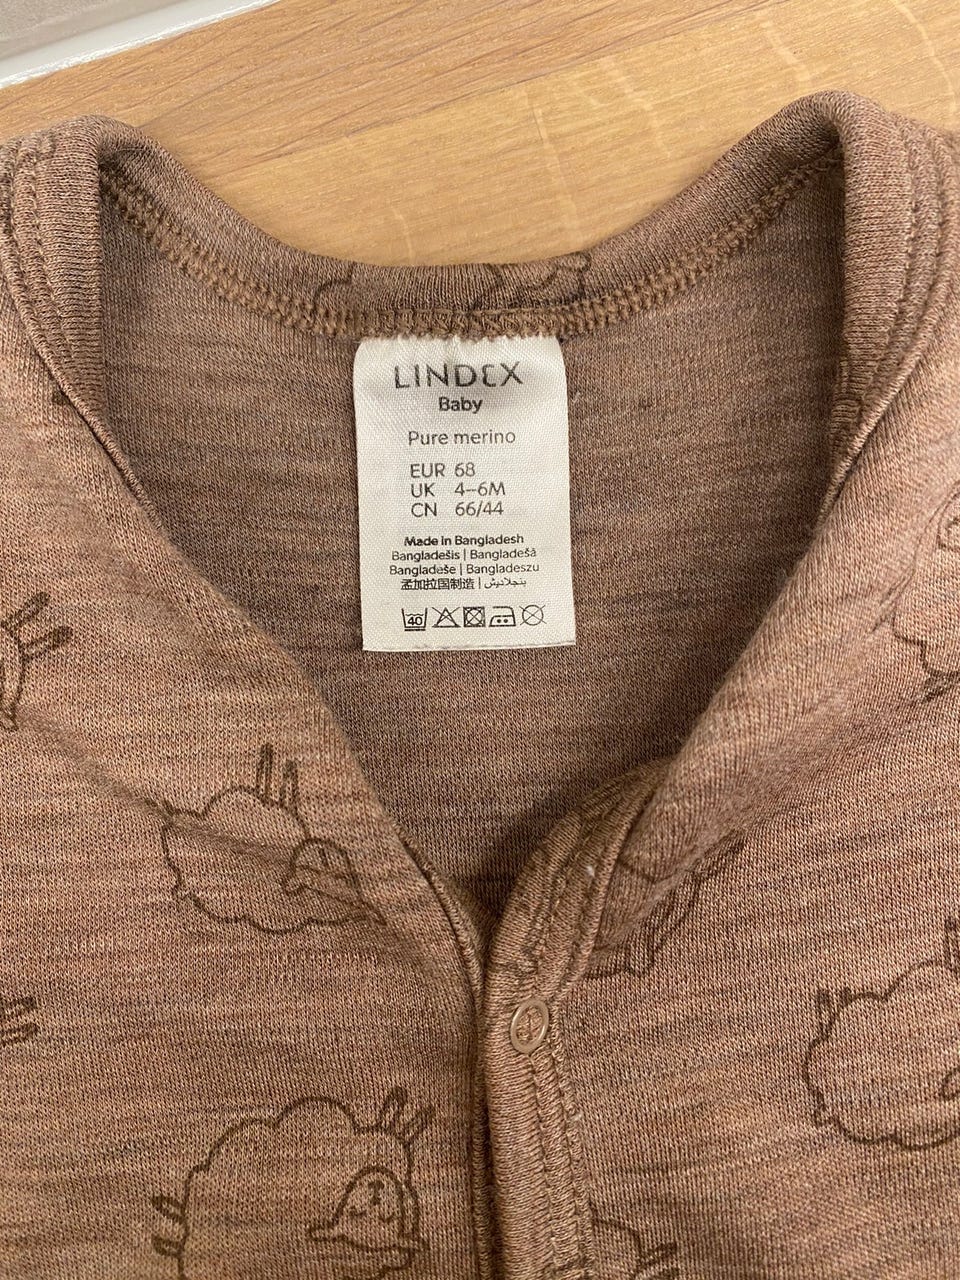 LINDEX
Baby
Pure merino
EUR 68
UK 4–6M
CN 66/44
Made in Bangladesh
Bangladešis | Bangladešā
Bangladeše | Bangladeszu
孟加拉国制造 | بنجلاديش
40